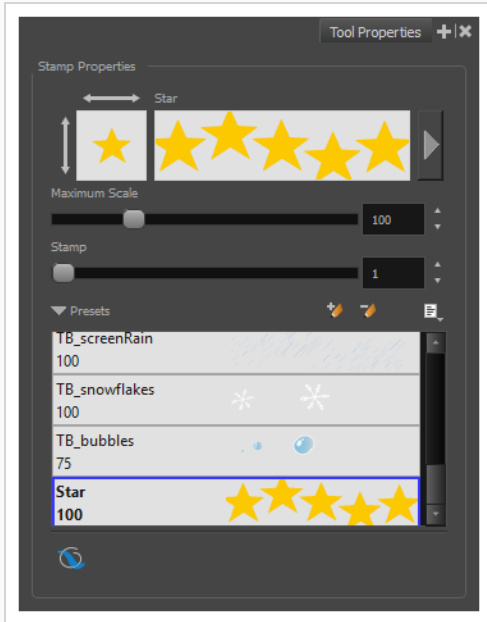 Tool Properties
Stamp Properties
Star
Maximum Scale
100
Stamp
1
Presets
TB_screenRain
100
TB_snowflakes
100
TB_bubbles
75
Star
100